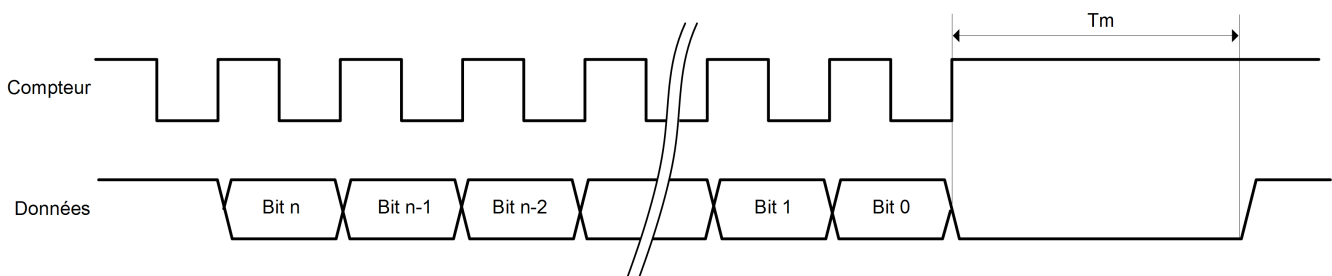 Tm
Compteur
Données
Bit n
Bit n-1
Bit n-2
Bit 1
Bit 0